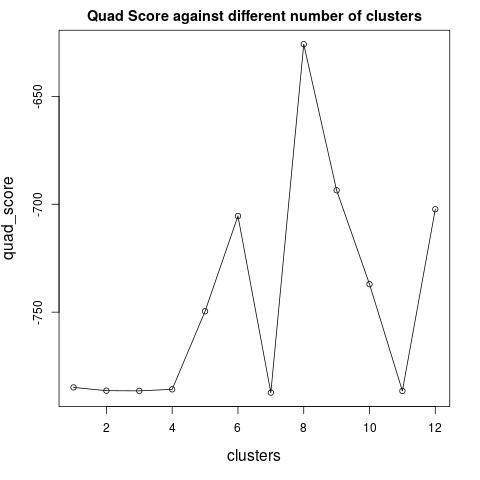 Quad Score against different number of clusters
quad_score
-650
-700
-750
2 4 6 8 10 12
clusters